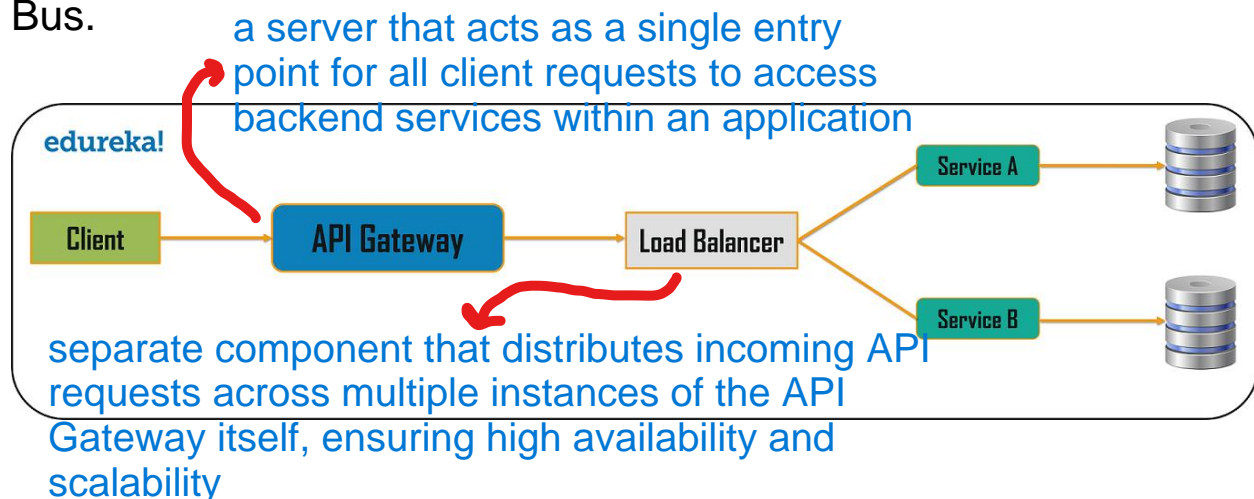 Bus.
a server that acts as a single entry
point for all client requests to access
backend services within an application
edureka!
Service A
Client
API Gateway
Load Balancer
Service B
separate component that distributes incoming API
requests across multiple instances of the API
Gateway itself, ensuring high availability and
scalability